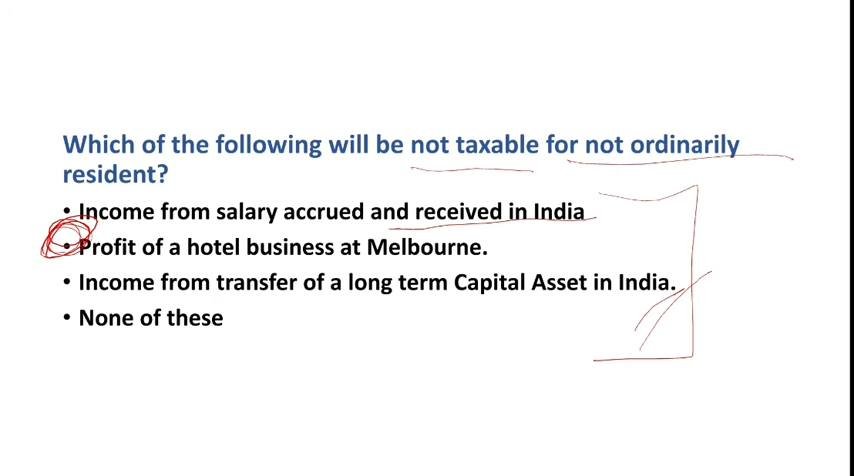 Which of the following will be not taxable for not ordinarily
resident?
• Income from salary accrued and received in India
• Profit of a hotel business at Melbourne.
• Income from transfer of a long term Capital Asset in India.
• None of these